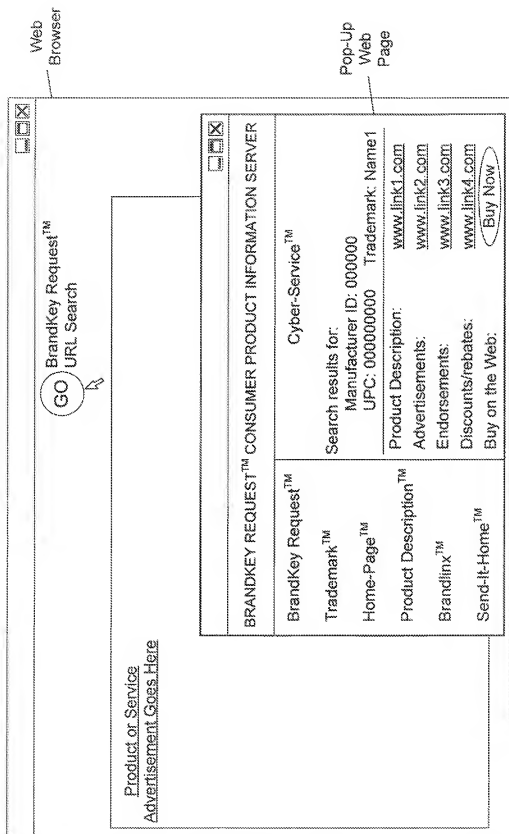 Web
Browser
GO
BrandKey Request™
URL Search
Product or Service
Advertisement Goes Here
Pop-Up
Web
Page
BRANDKEY REQUEST™ CONSUMER PRODUCT INFORMATION SERVER
BrandKey Request™
Trademark™
Home-Page™
Product Description™
Brandlinx™
Send-It-Home™
Cyber-Service™
Search results for:
Manufacturer ID: 000000
UPC: 000000000 Trademark: Name1
Product Description: www.link1.com
Advertisements: www.link2.com
Endorsements: www.link3.com
Discounts/rebates: www.link4.com
Buy on the Web: Buy Now